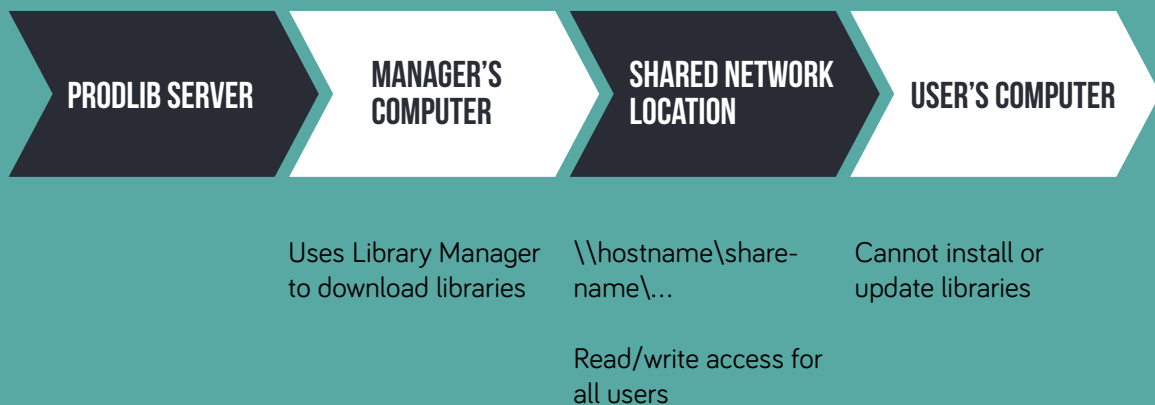 PRODLIB SERVER
MANAGER'S
COMPUTER
SHARED NETWORK
LOCATION
USER'S COMPUTER
Uses Library Manager
to download libraries
\\hostname\share-
name\...
Read/write access for
all users
Cannot install or
update libraries